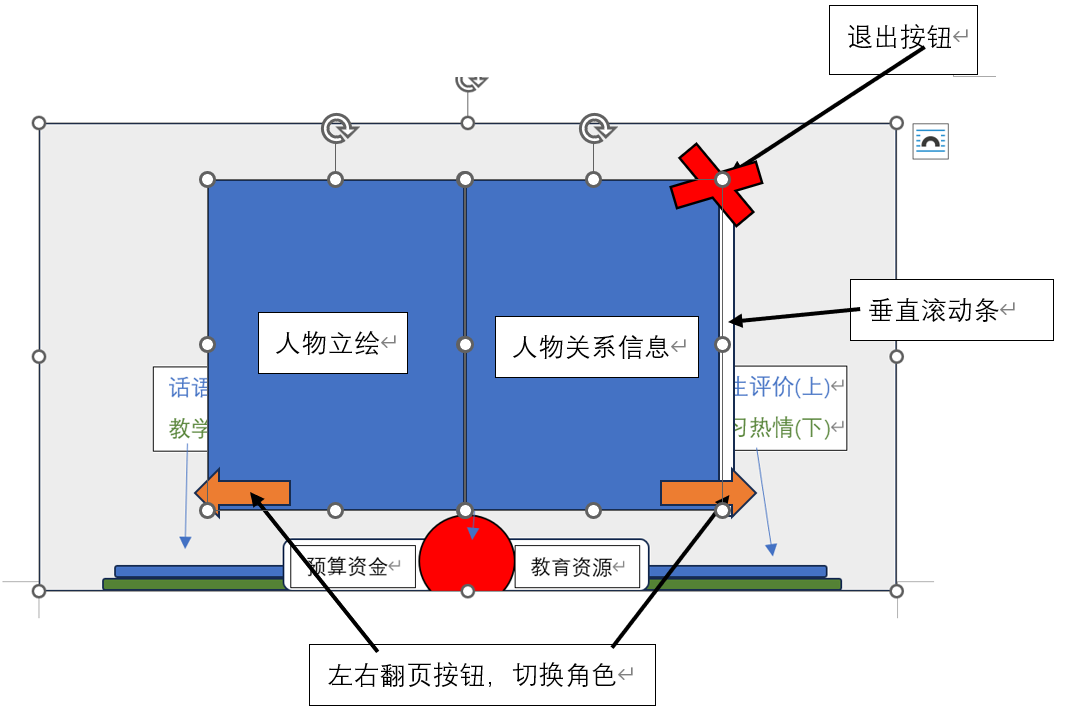 退出按钮
垂直滚动条
人物立绘
人物关系信息
话语
教学
生评价(上)
习热情(下)
预算资金
教育资源
左右翻页按钮，切换角色